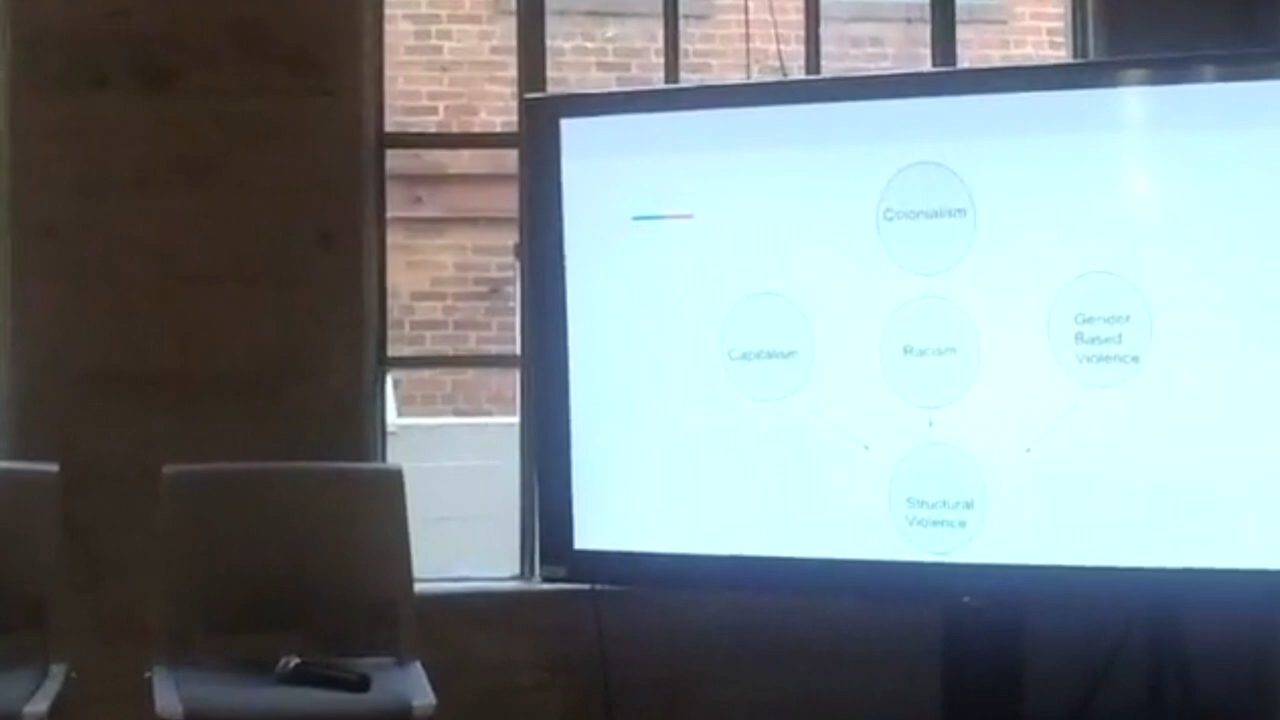 Colonialism
Capitalism
Racism
Gender
Based
Violence
Structural
Violence